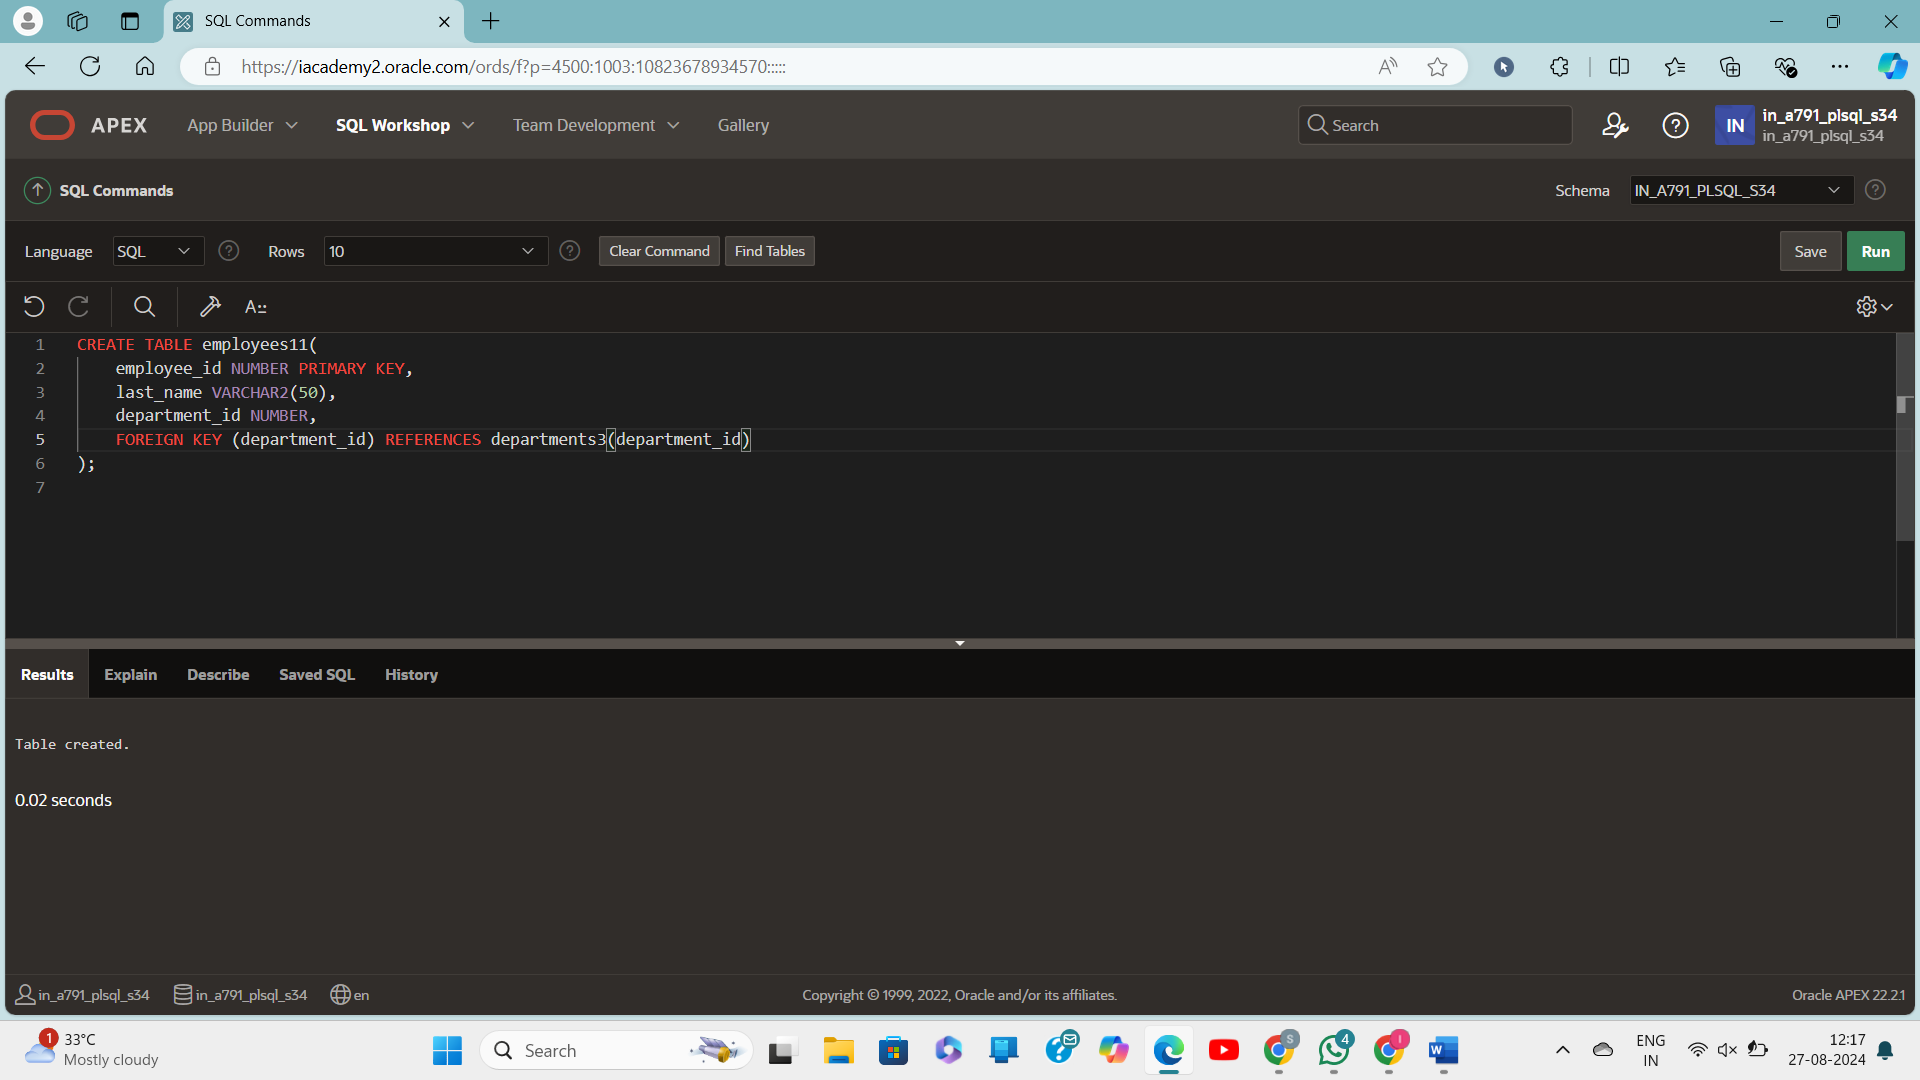 SQL Commands
https://iacademy2.oracle.com/ords/f?p=4500:1003:10823678934570:::::
APEX App Builder SQL Workshop Team Development Gallery Search IN in_a791_plsql_s34
in_a791_plsql_s34
SQL Commands Schema IN_A791_PLSQL_S34
Language SQL Rows 10 Clear Command Find Tables Save Run
A::
1 CREATE TABLE employees11(
2 employee_id NUMBER PRIMARY KEY,
3 last_name VARCHAR2(50),
4 department_id NUMBER,
5 FOREIGN KEY (department_id) REFERENCES departments3(department_id)
6 );
7
Results Explain Describe Saved SQL History
Table created.
0.02 seconds
in_a791_plsql_s34 in_a791_plsql_s34 en Copyright © 1999, 2022, Oracle and/or its affiliates. Oracle APEX 22.2.1
1 33°C
Mostly cloudy
Search
S 4 I W
ENG
IN
12:17
27-08-2024